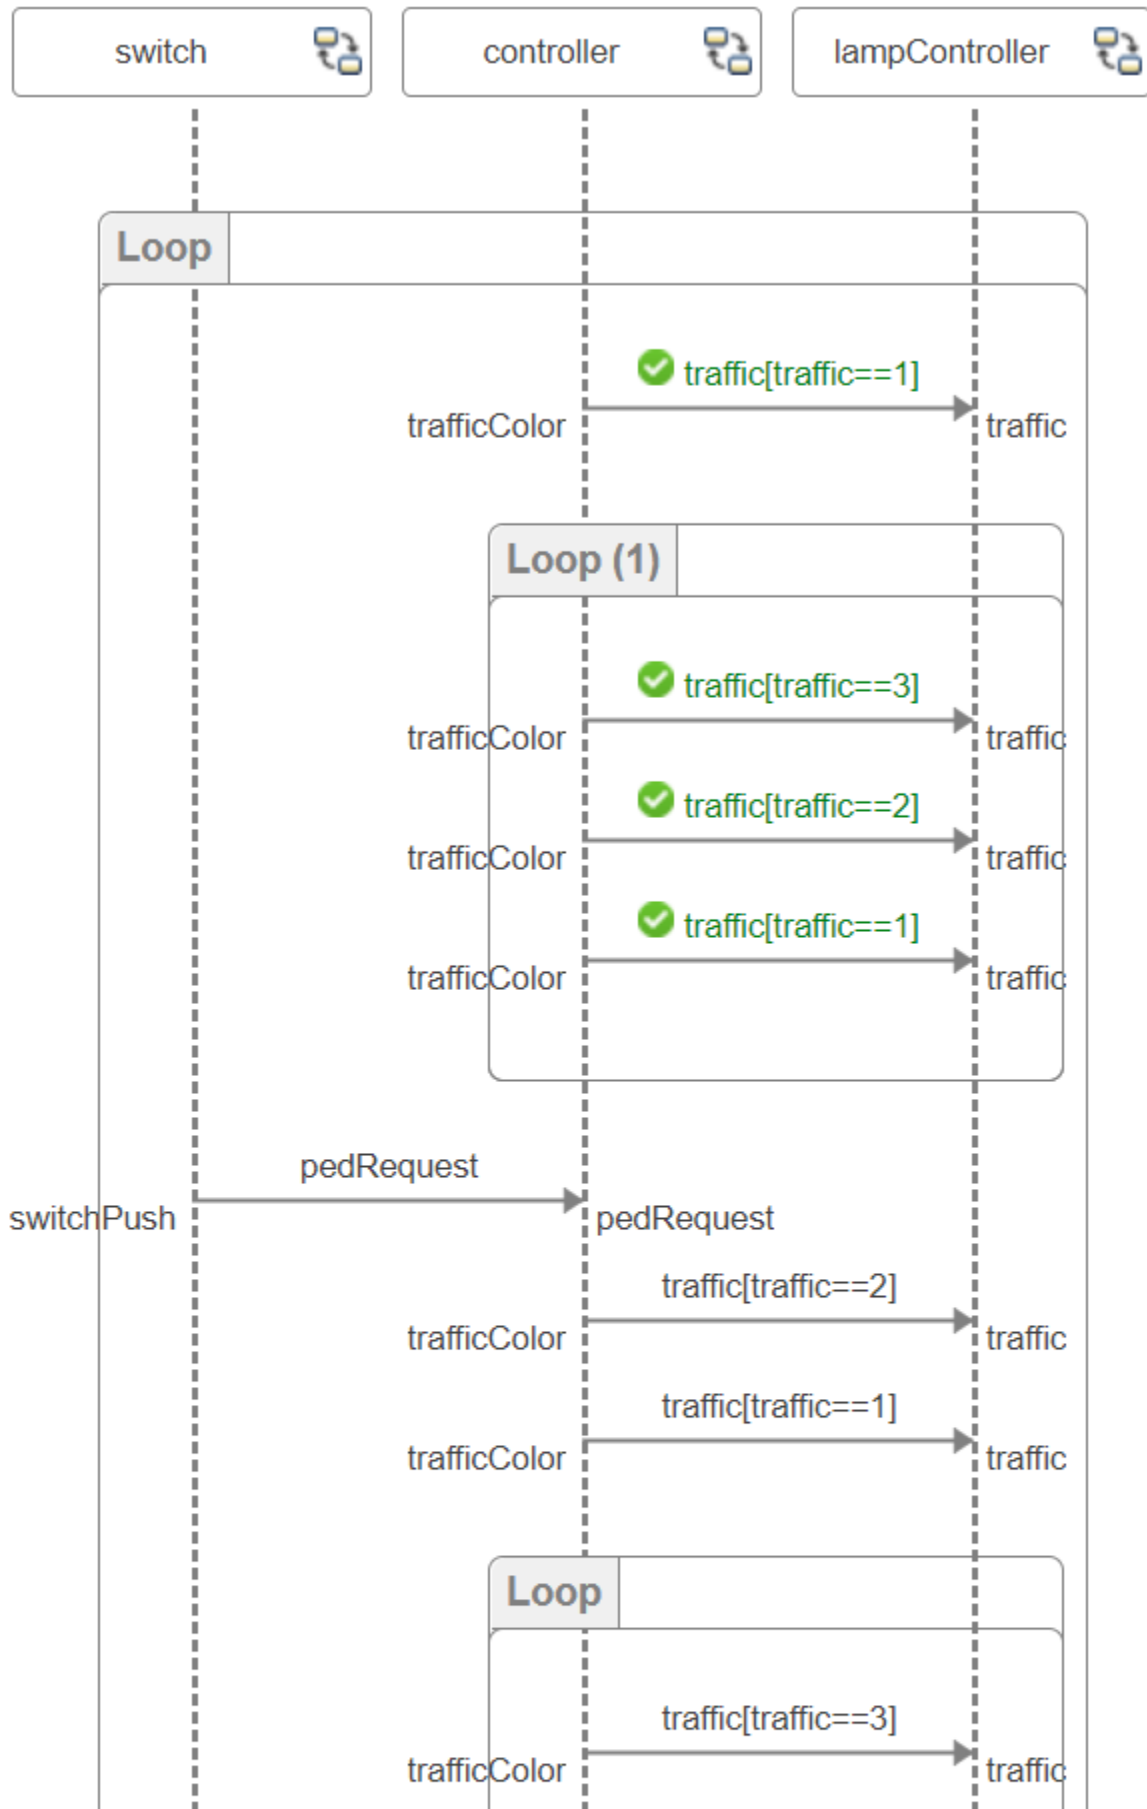 switch
controller
lampController
Loop
traffic[traffic==1]
trafficColor
traffic
Loop (1)
traffic[traffic==3]
trafficColor
traffic
traffic[traffic==2]
trafficColor
traffic
traffic[traffic==1]
trafficColor
traffic
pedRequest
switchPush
pedRequest
traffic[traffic==2]
trafficColor
traffic
traffic[traffic==1]
trafficColor
traffic
Loop
traffic[traffic==3]
trafficColor
traffic